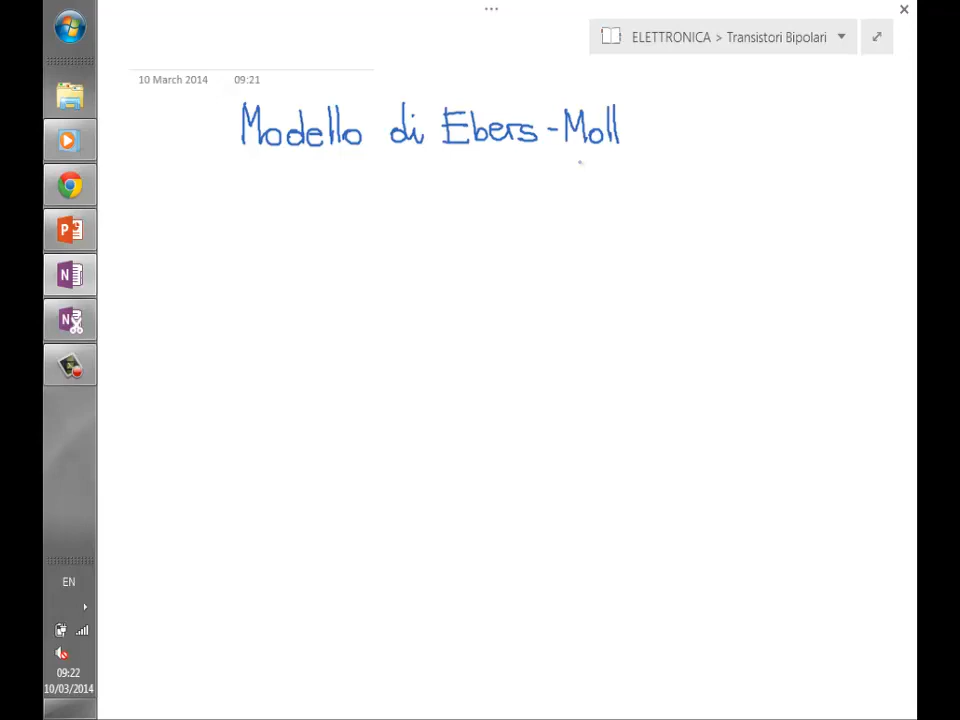 ELETTRONICA > Transistori Bipolari
10 March 2014 09:21
Modello di Ebers-Moll
EN
09:22
10/03/2014